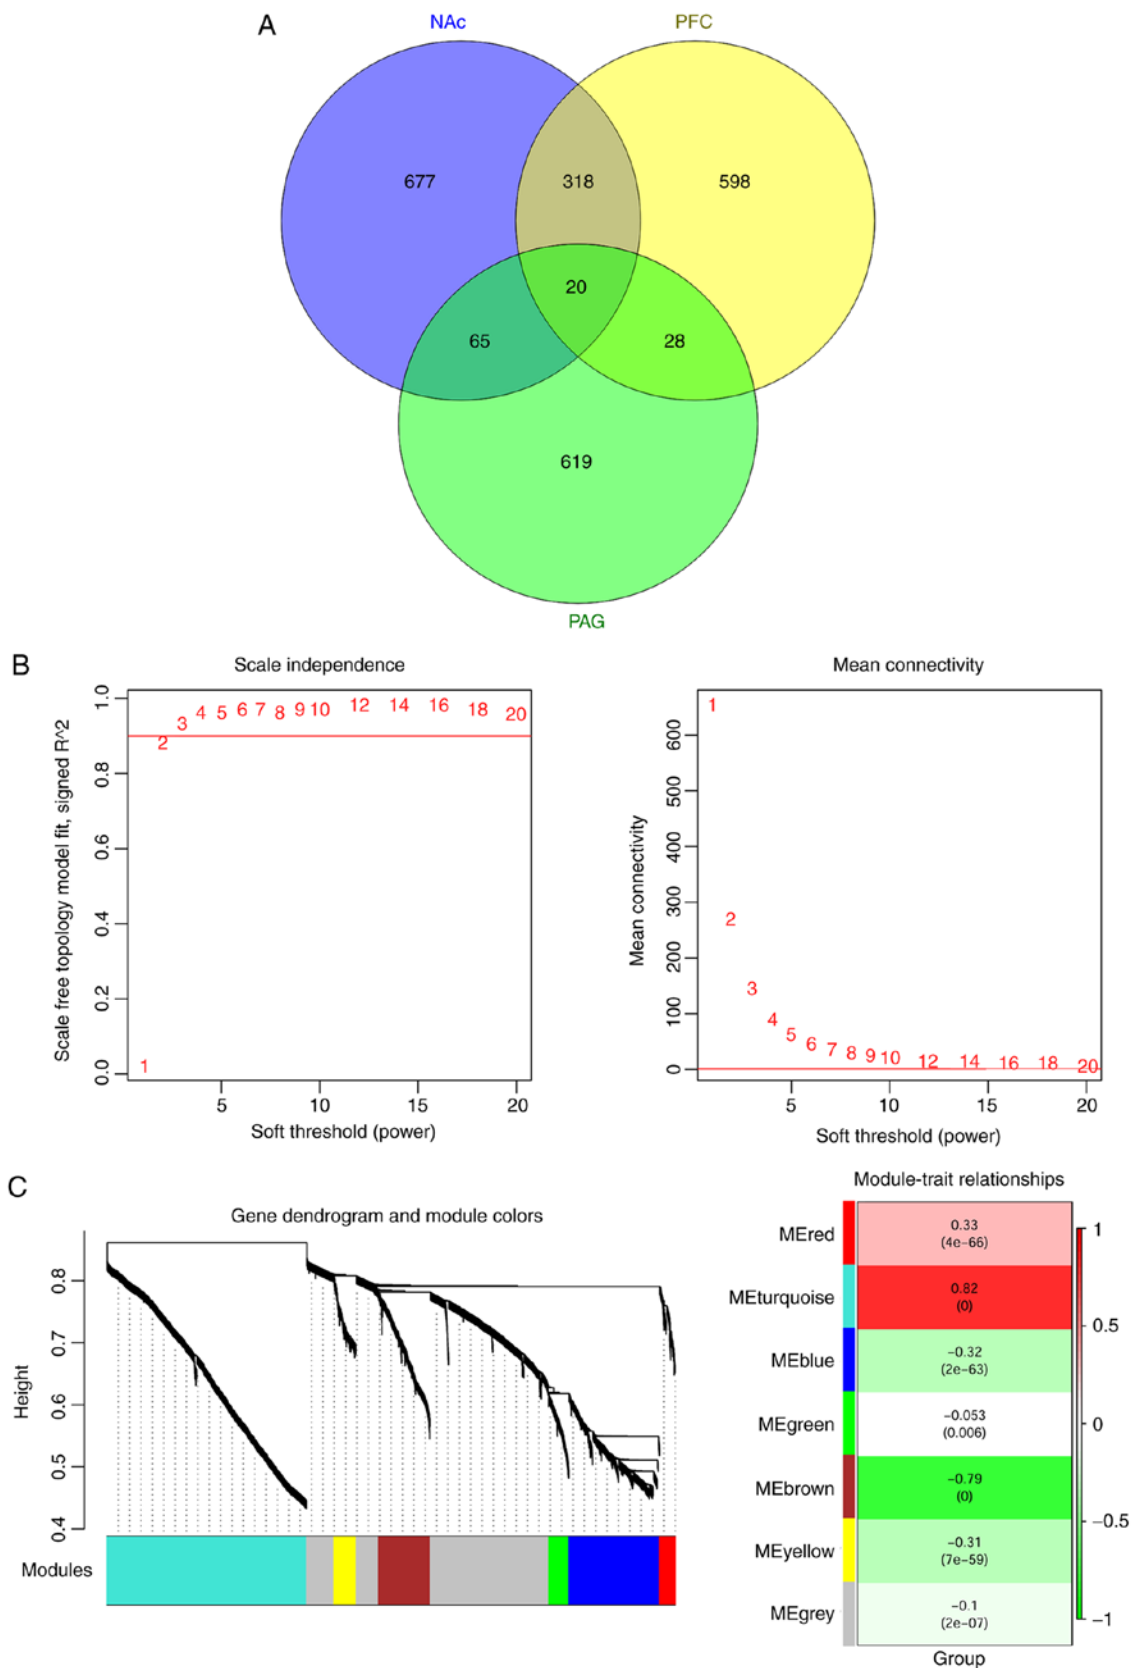 A
NAc
PFC
677
318
598
20
65
28
619
PAG
B
Scale independence
Scale free topology model fit, signed R^2
1.0
0.8
0.6
0.4
0.2
0.0
1
2
3
4
5
6
7
8
9
10
12
14
16
18
20
5
10
15
20
Soft threshold (power)
Mean connectivity
Mean connectivity
600
500
400
300
200
100
0
1
2
3
4
5
6
7
8
9
10
12
14
16
18
20
5
10
15
20
Soft threshold (power)
C
Gene dendrogram and module colors
Height
0.8
0.7
0.6
0.5
0.4
Modules
Module-trait relationships
MEred
0.33
(4e-66)
MEturquoise
0.82
(0)
MEblue
-0.32
(2e-63)
MEgreen
-0.053
(0.006)
MEbrown
-0.79
(0)
MEyellow
-0.31
(7e-59)
MEgrey
-0.1
(2e-07)
Group
1
0.5
0
-0.5
-1